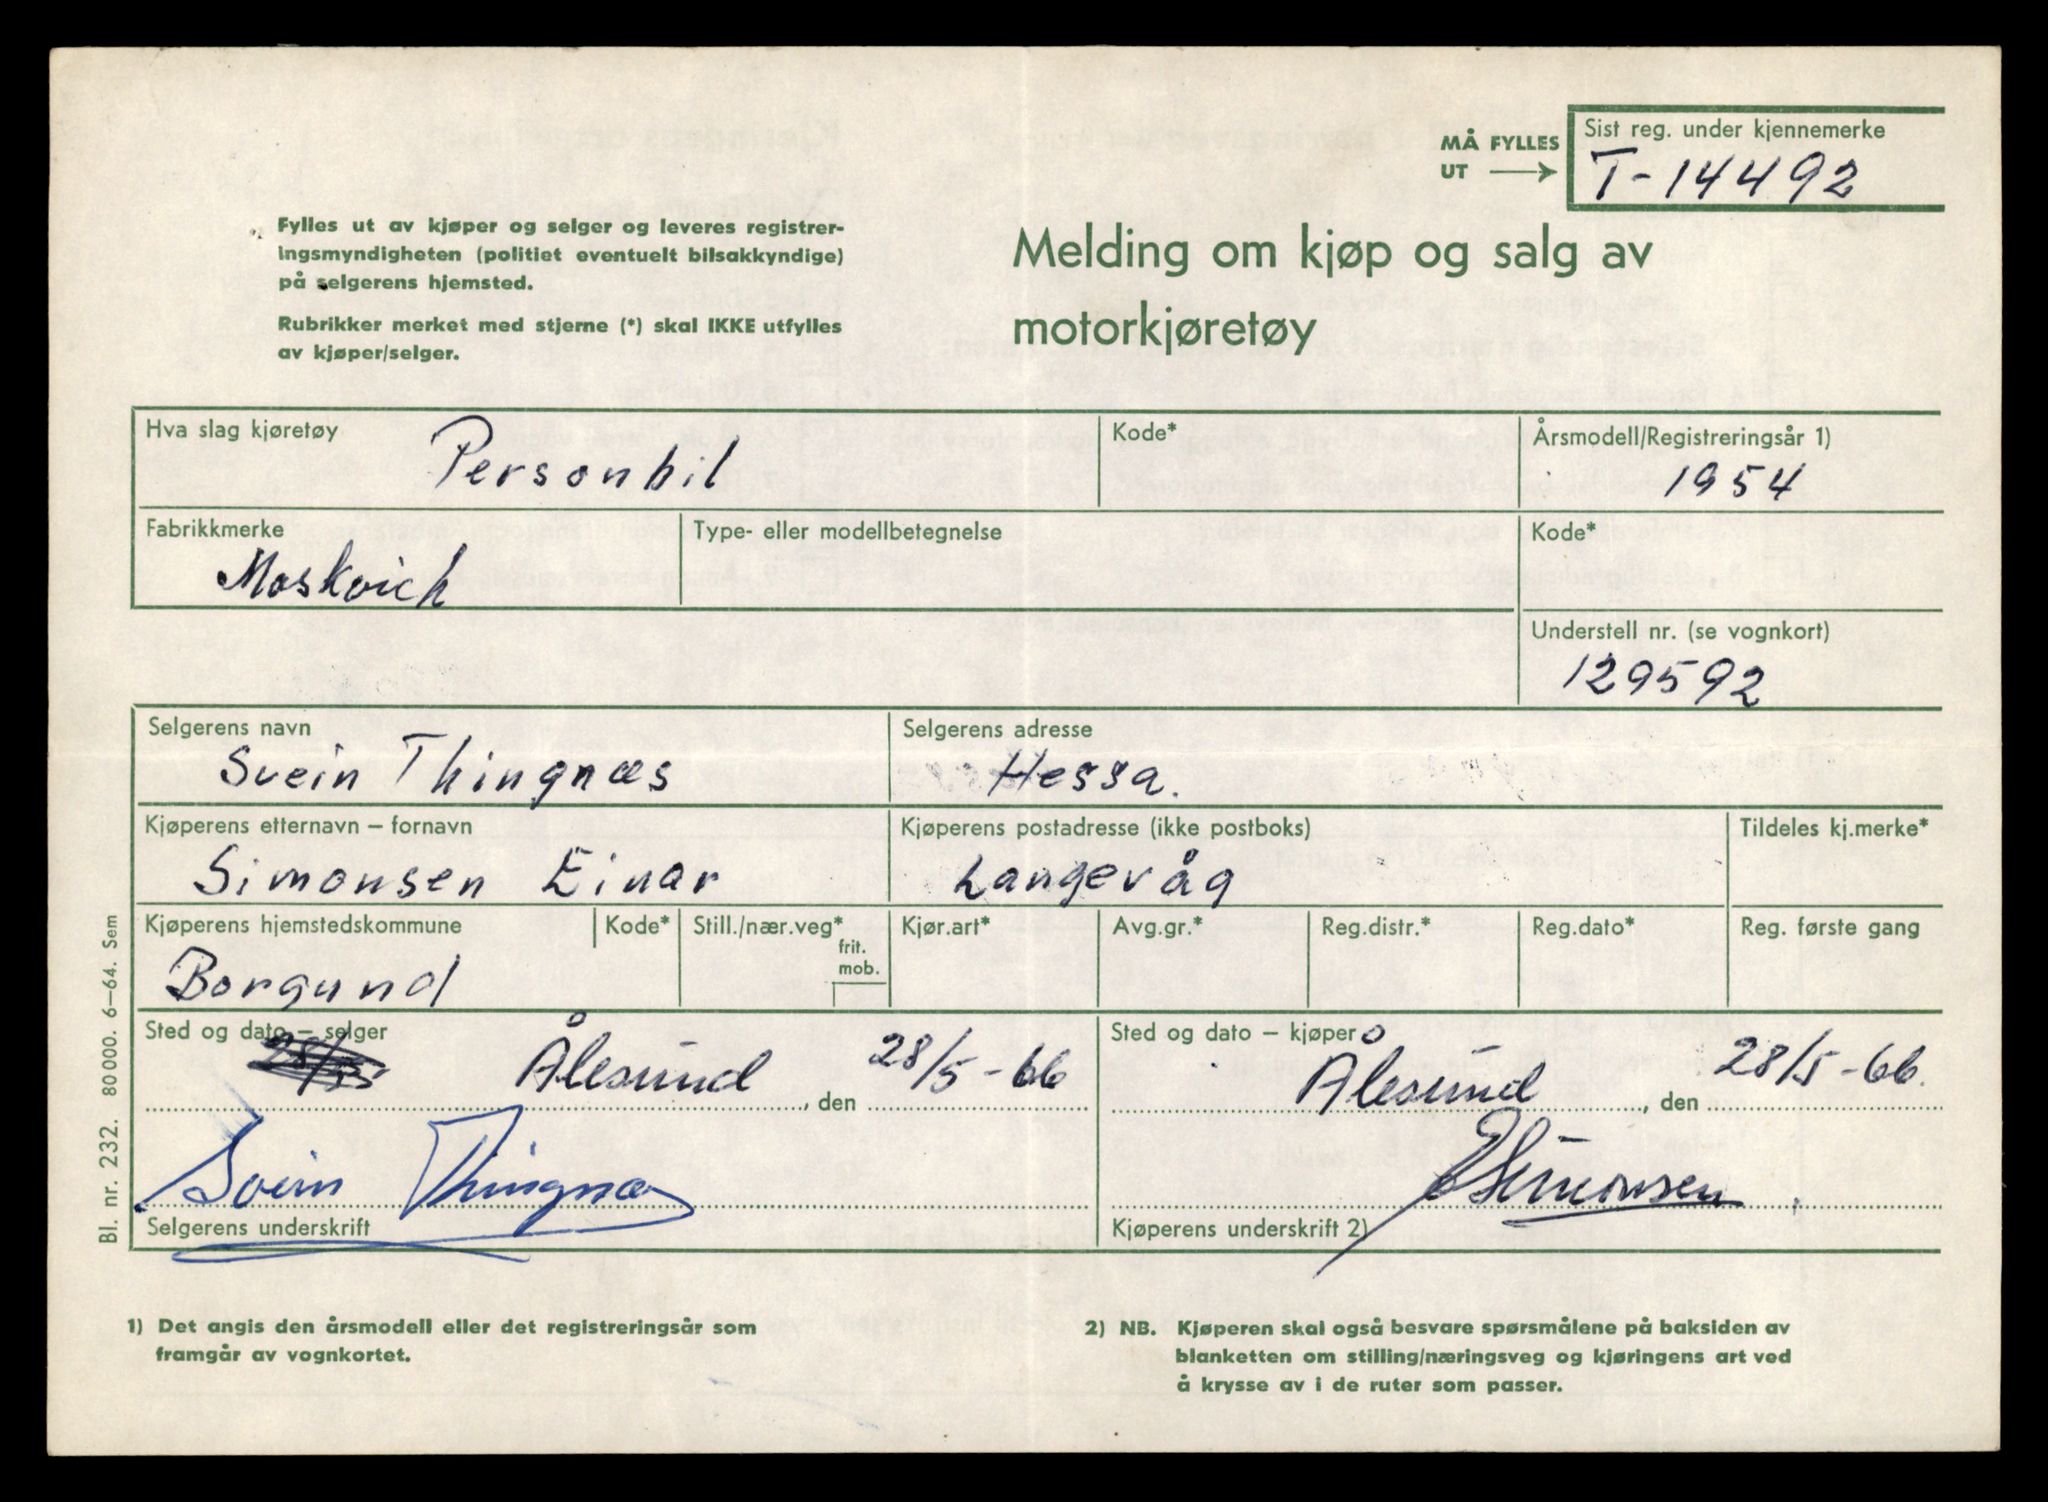 MÅ FYLLES
UT
Sist reg. under kjennemerke
T-14492
Fylles ut av kjøper og selger og leveres registrer-
ingsmyndigheten (politiet eventuelt bilsakkyndige)
på selgerens hjemsted.
Rubrikker merket med stjerne (*) skal IKKE utfylles
av kjøper/selger.
Melding om kjøp og salg av
motorkjøretøy
Hva slag kjøretøy
Personbil
Kode*
Årsmodell/Registreringsår 1)
1954
Fabrikkmerke
Moskvich
Type- eller modellbetegnelse
Kode*
Understell nr. (se vognkort)
129592
Selgerens navn
Svein Thingnæs
Selgerens adresse
Hessa.
Kjøperens etternavn – fornavn
Simonsen Einar
Kjøperens postadresse (ikke postboks)
Langevåg
Tildeles kj.merke*
Kjøperens hjemstedskommune
Borgund
Kode*
Still./nær.veg*
frit.
mob.
Kjør.art*
Avg.gr.*
Reg.distr.*
Reg.dato*
Reg. første gang
Sted og dato – selger
28/5 Ålesund, den 28/5-66
Sted og dato – kjøper
Ålesund, den 28/5-66.
Svein Thingnæs
Selgerens underskrift
E Simonsen
Kjøperens underskrift 2)
Bl. nr. 232. 80000. 6–64. Sem
1) Det angis den årsmodell eller det registreringsår som
framgår av vognkortet.
2) NB. Kjøperen skal også besvare spørsmålene på baksiden av
blanketten om stilling/næringsveg og kjøringens art ved
å krysse av i de ruter som passer.